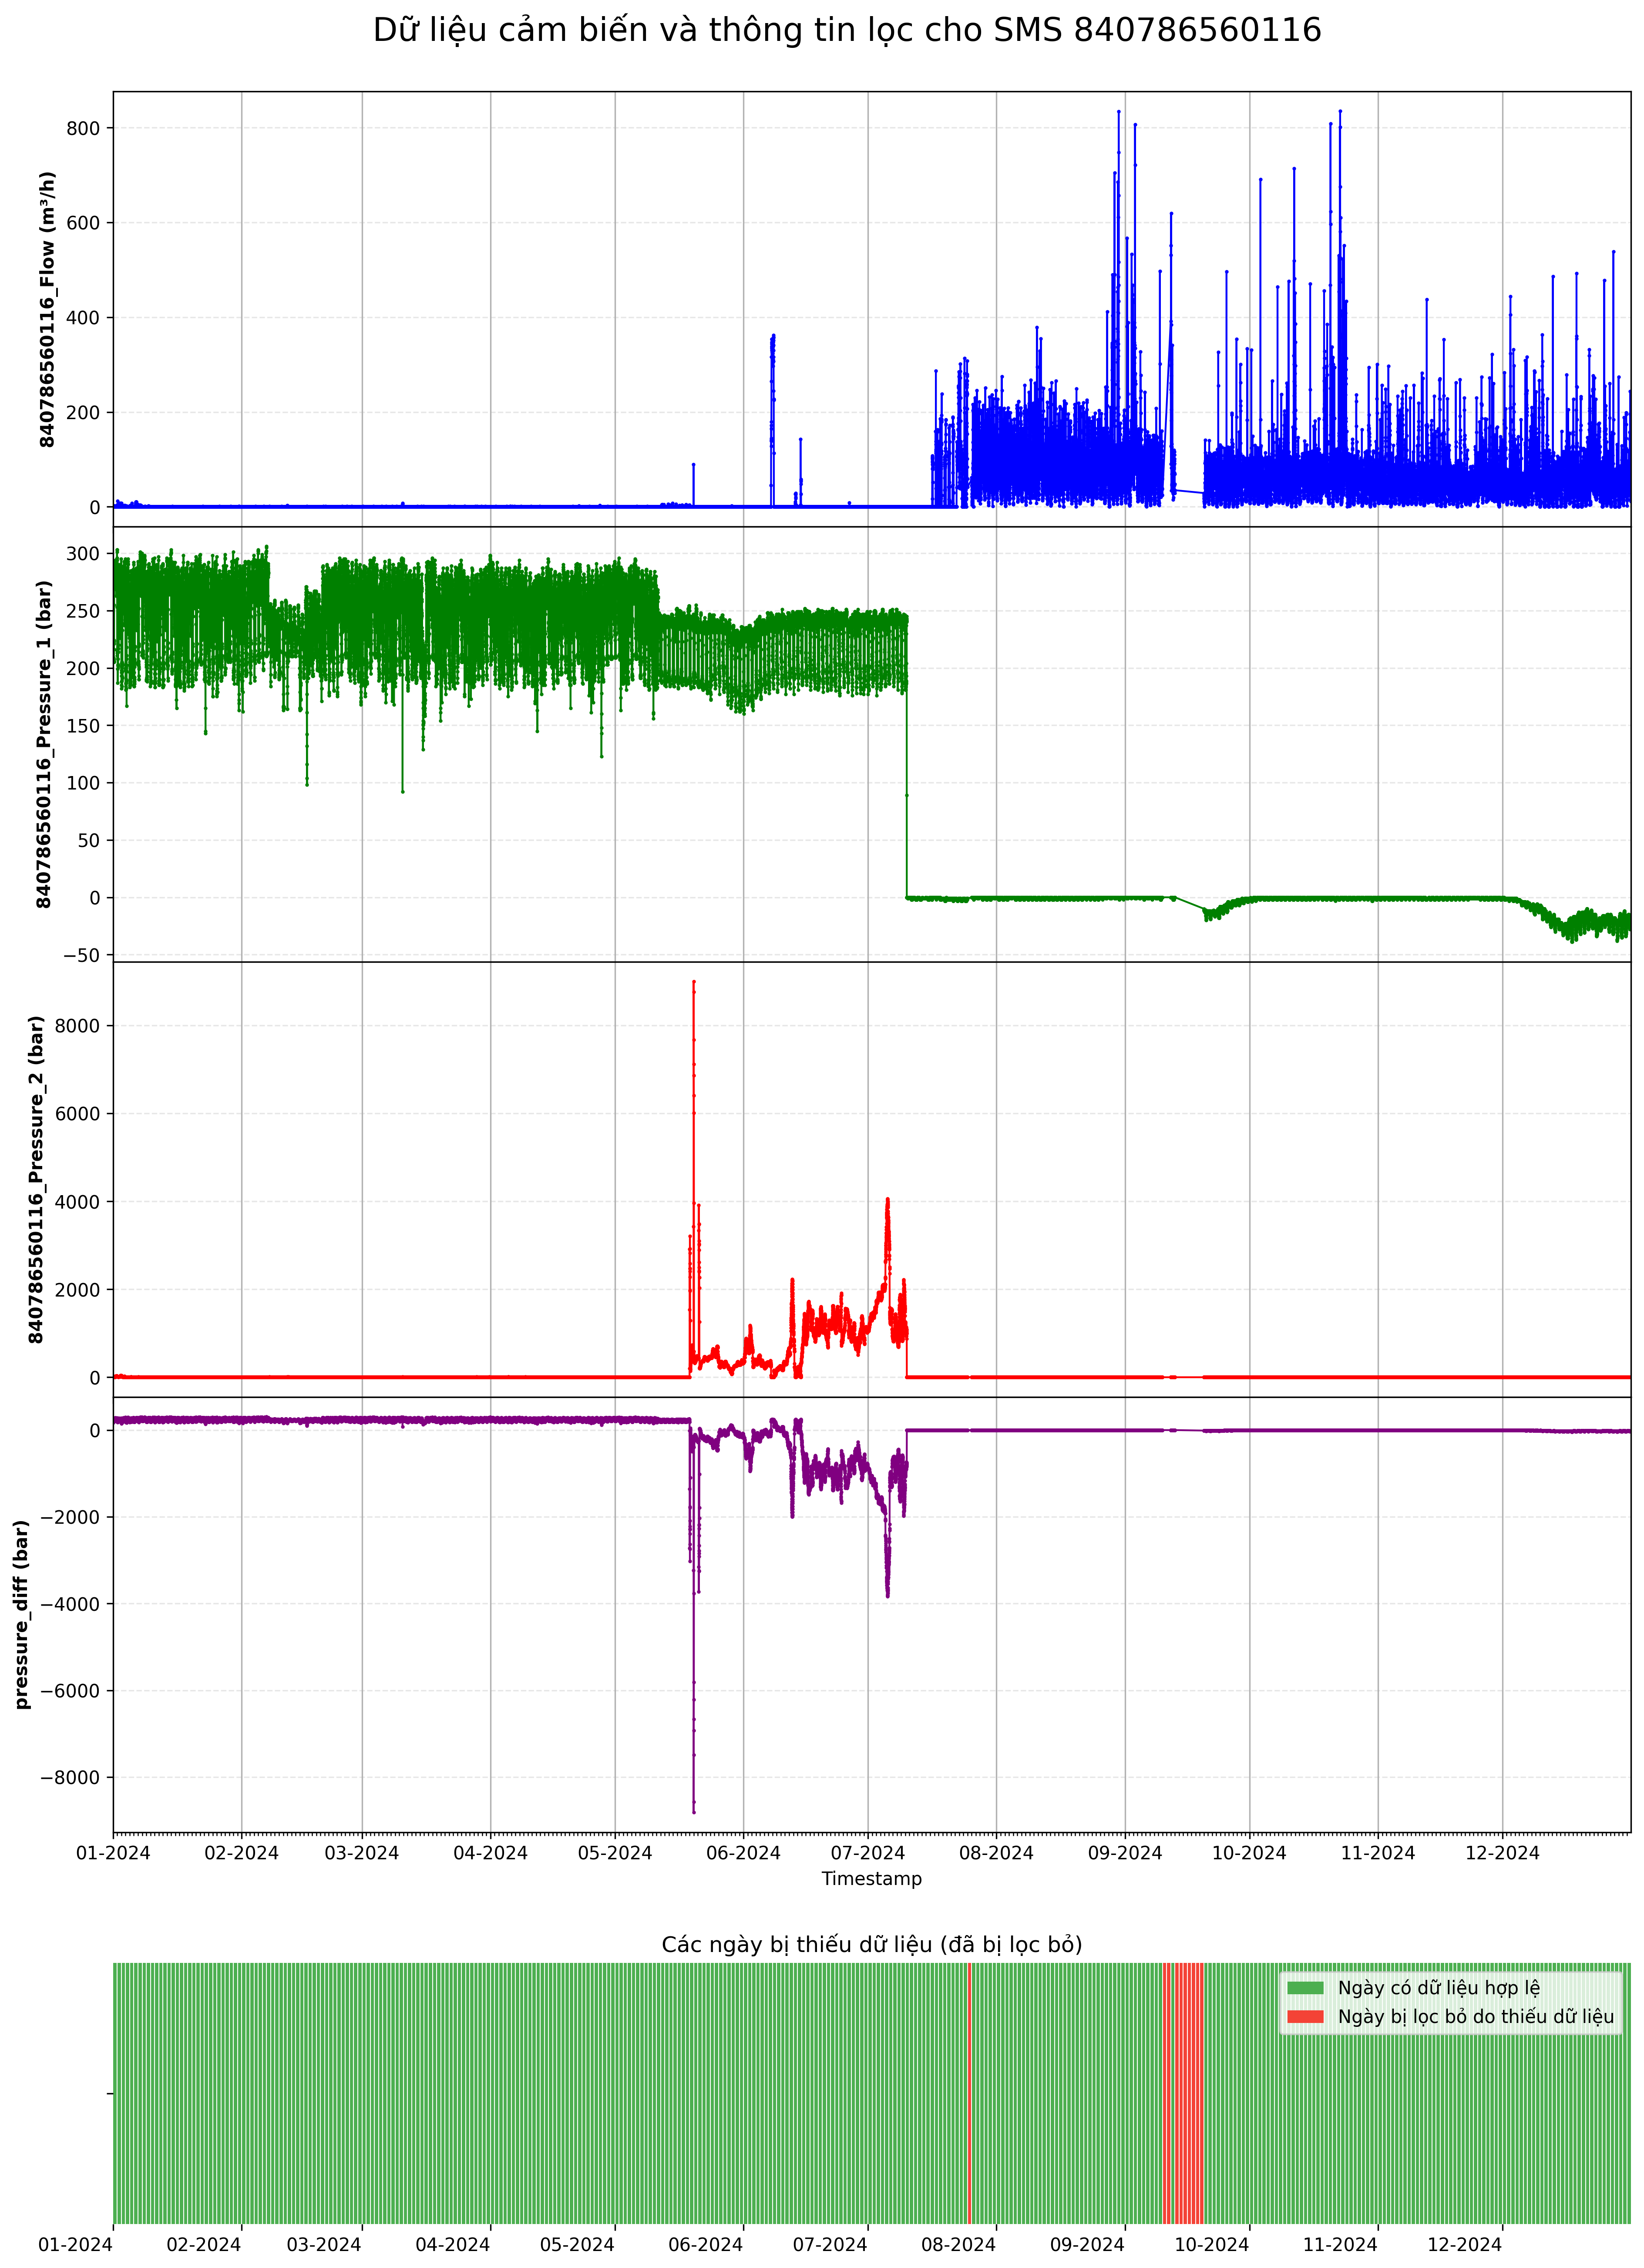 Dữ liệu cảm biến và thông tin lọc cho SMS 840786560116
840786560116_Flow (m³/h)
800
600
400
200
0
840786560116_Pressure_1 (bar)
300
250
200
150
100
50
0
−50
840786560116_Pressure_2 (bar)
8000
6000
4000
2000
0
pressure_diff (bar)
0
−2000
−4000
−6000
−8000
01-2024 02-2024 03-2024 04-2024 05-2024 06-2024 07-2024 08-2024 09-2024 10-2024 11-2024 12-2024
Timestamp
Các ngày bị thiếu dữ liệu (đã bị lọc bỏ)
Ngày có dữ liệu hợp lệ
Ngày bị lọc bỏ do thiếu dữ liệu
01-2024 02-2024 03-2024 04-2024 05-2024 06-2024 07-2024 08-2024 09-2024 10-2024 11-2024 12-2024